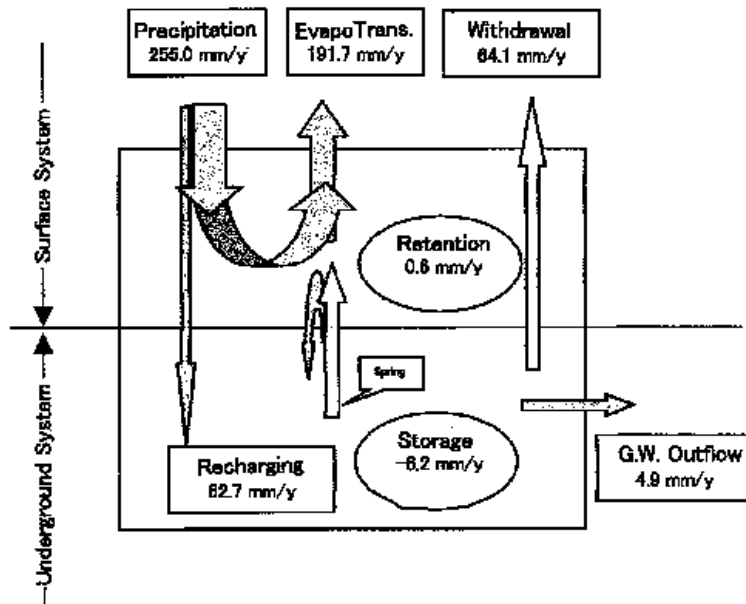 Precipitation
255.0 mm/y
EvapoTrans.
191.7 mm/y
Withdrawal
64.1 mm/y
Surface System
Retention
0.6 mm/y
Spring
Underground System
Recharging
62.7 mm/y
Storage
-6.2 mm/y
G.W. Outflow
4.9 mm/y